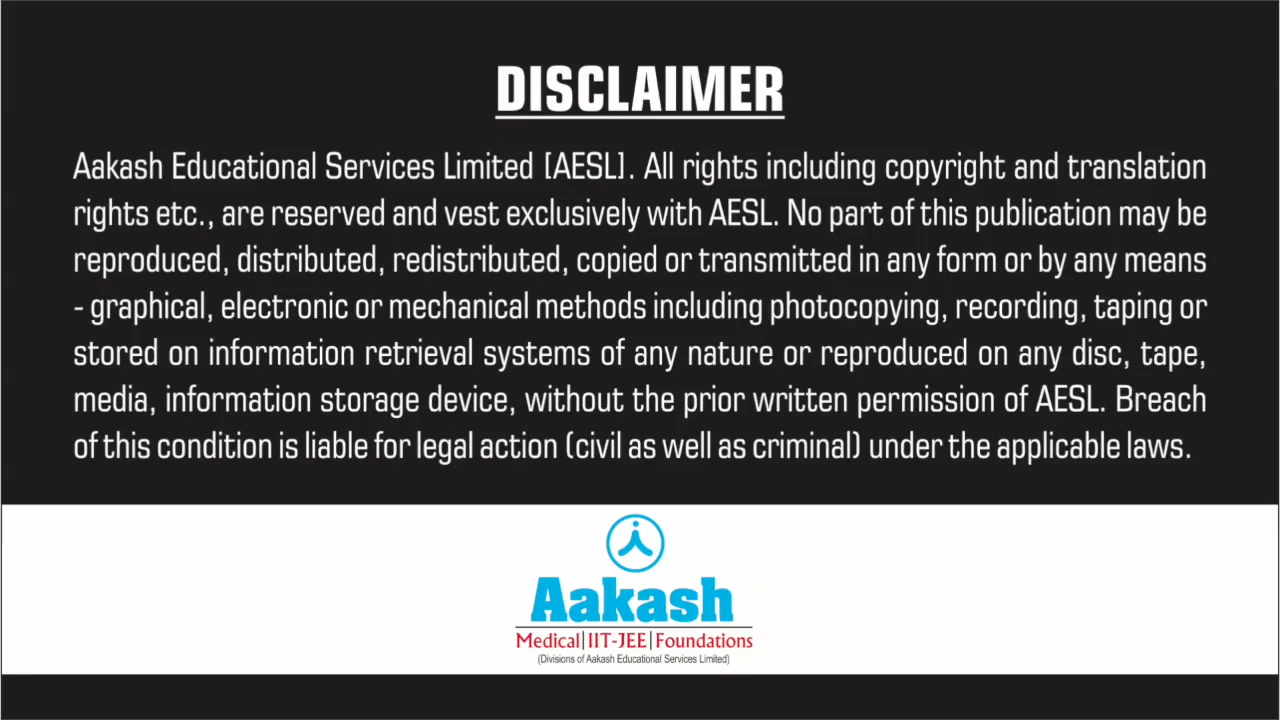 DISCLAIMER
Aakash Educational Services Limited [AESL]. All rights including copyright and translation
rights etc., are reserved and vest exclusively with AESL. No part of this publication may be
reproduced, distributed, redistributed, copied or transmitted in any form or by any means
- graphical, electronic or mechanical methods including photocopying, recording, taping or
stored on information retrieval systems of any nature or reproduced on any disc, tape,
media, information storage device, without the prior written permission of AESL. Breach
of this condition is liable for legal action (civil as well as criminal) under the applicable laws.
Aakash
Medical|IIT-JEE|Foundations
(Divisions of Aakash Educational Services Limited)